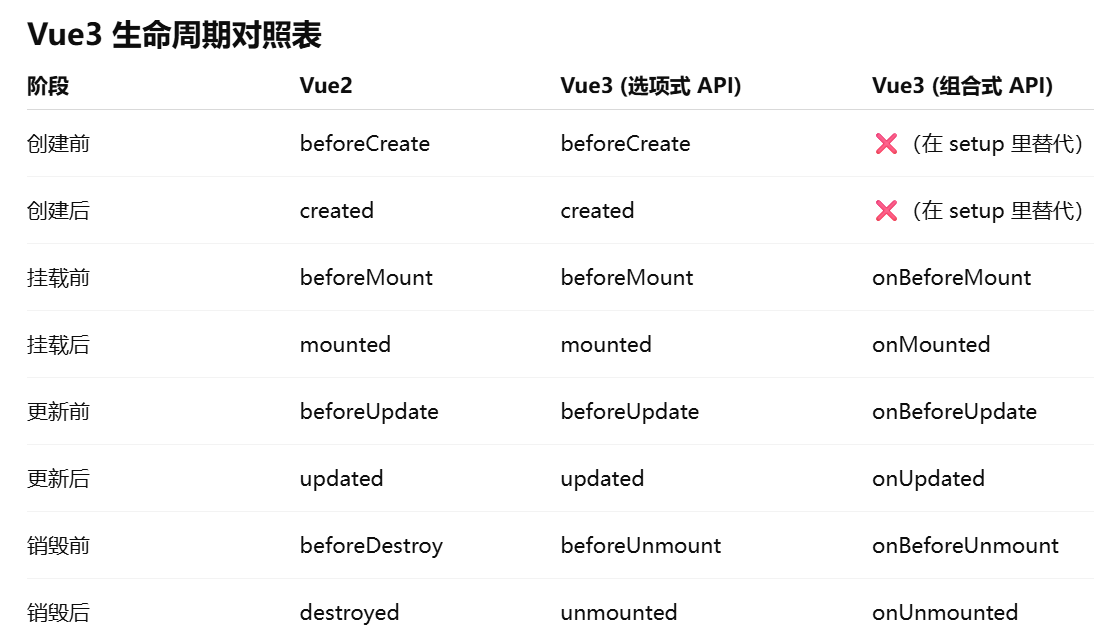 Vue3 生命周期对照表
阶段 Vue2 Vue3 (选项式 API) Vue3 (组合式 API)
创建前 beforeCreate beforeCreate ❌（在 setup 里替代）
创建后 created created ❌（在 setup 里替代）
挂载前 beforeMount beforeMount onBeforeMount
挂载后 mounted mounted onMounted
更新前 beforeUpdate beforeUpdate onBeforeUpdate
更新后 updated updated onUpdated
销毁前 beforeDestroy beforeUnmount onBeforeUnmount
销毁后 destroyed unmounted onUnmounted